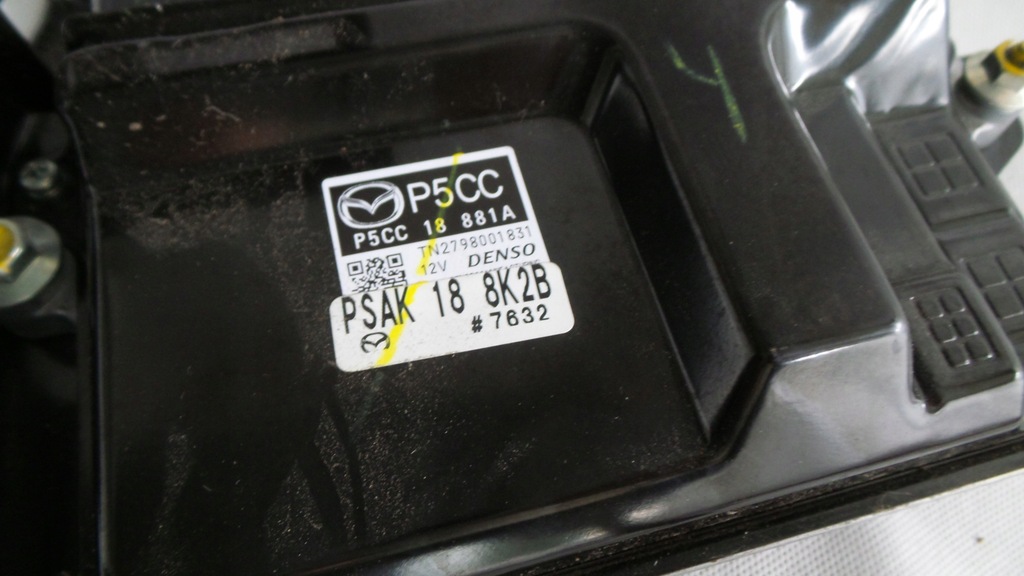 P5CC
P5CC 18 881A
TN2798001831
12V DENSO
PSAK 18 8K2B
#7632